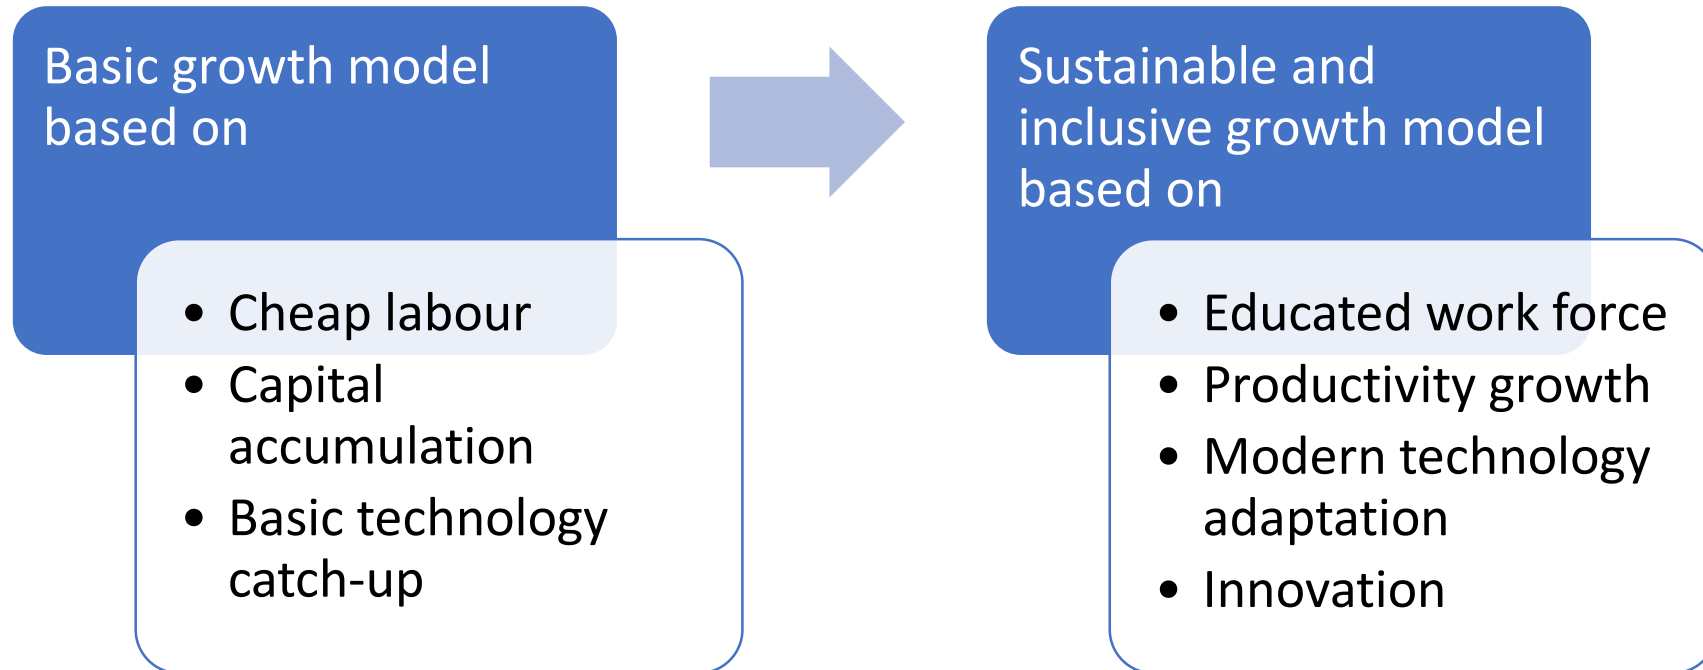 Basic growth model
based on
• Cheap labour
• Capital
accumulation
• Basic technology
catch-up
Sustainable and
inclusive growth model
based on
• Educated work force
• Productivity growth
• Modern technology
adaptation
• Innovation